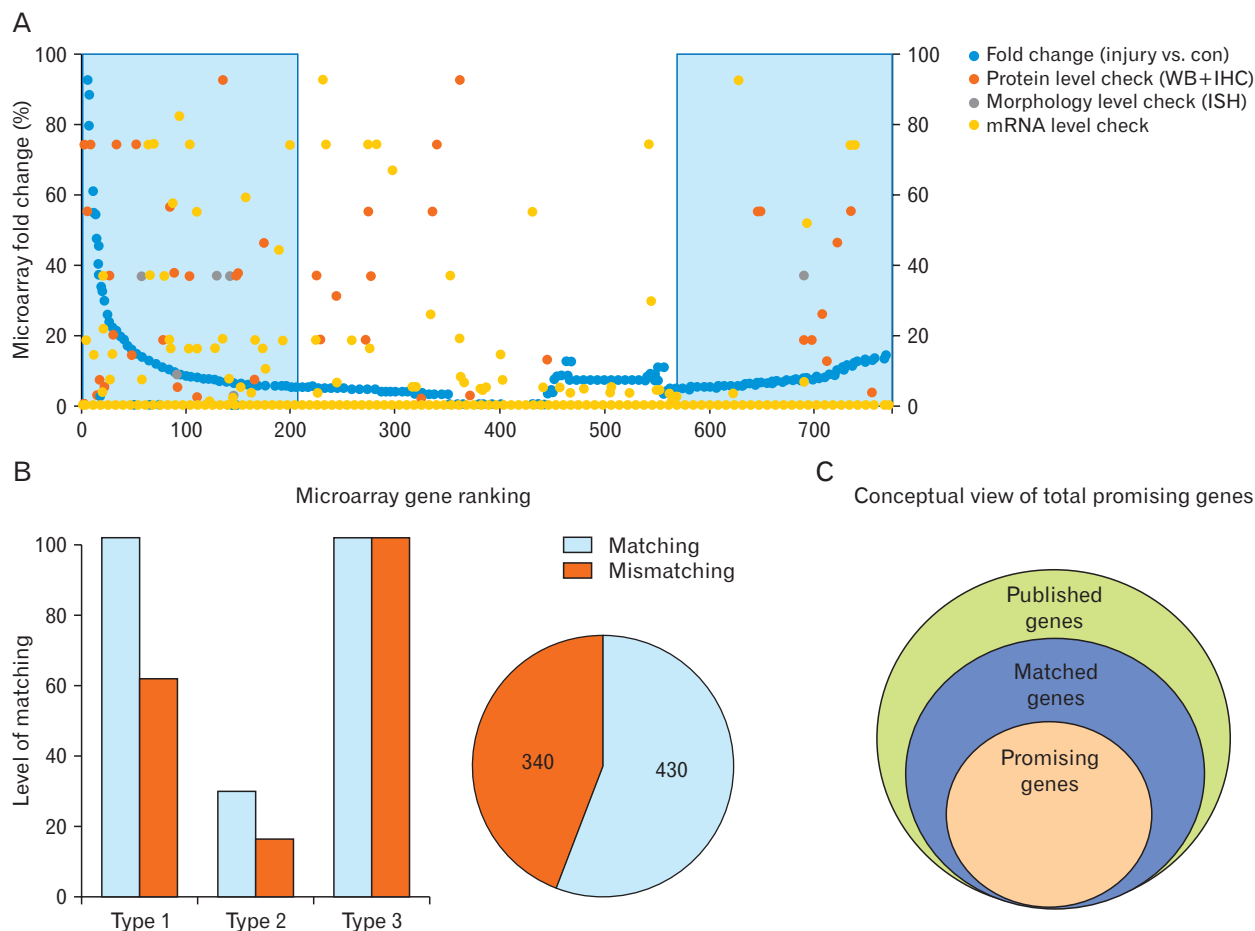 A
100
80
60
40
20
0
Microarray fold change (%)
100
80
60
40
20
0
0 100 200 300 400 500 600 700
Fold change (injury vs. con)
Protein level check (WB+IHC)
Morphology level check (ISH)
mRNA level check
B
Microarray gene ranking
100
80
60
40
20
0
Level of matching
Type 1 Type 2 Type 3
Matching
Mismatching
340
430
C
Conceptual view of total promising genes
Published
genes
Matched
genes
Promising
genes